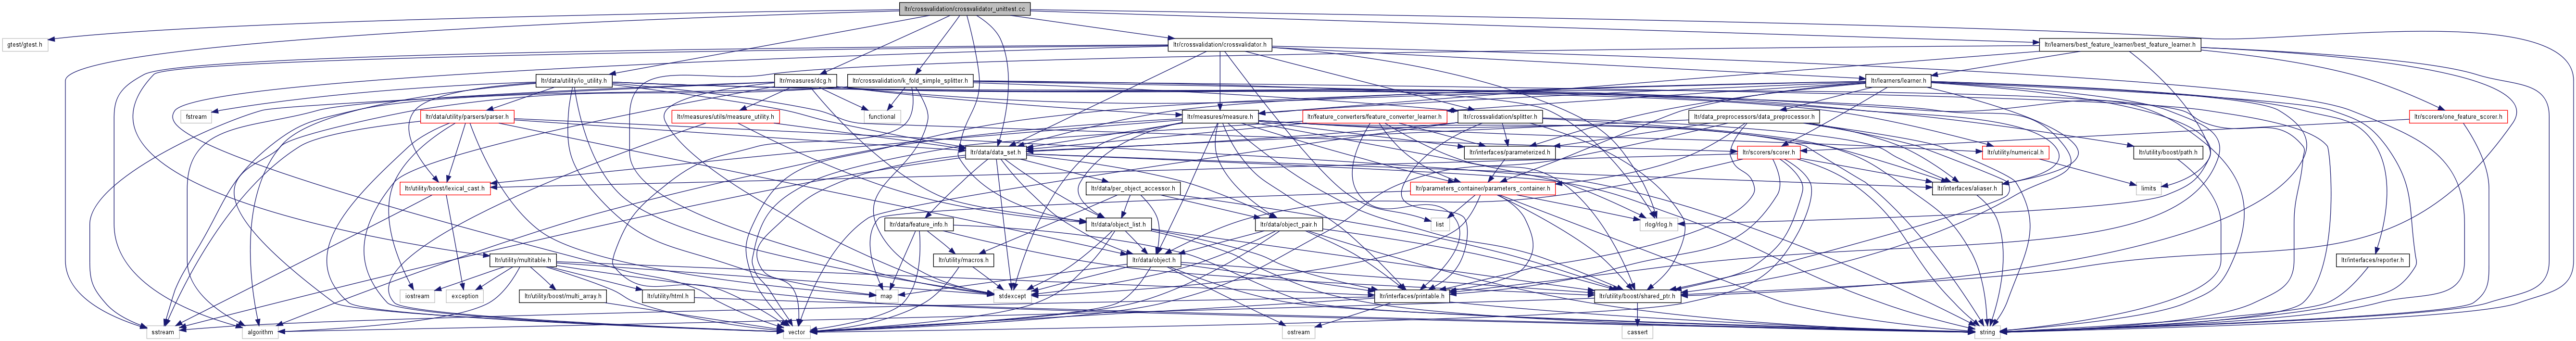 ltr/crossvalidation/crossvalidator_unittest.cc
gtest/gtest.h
ltr/crossvalidation/crossvalidator.h
ltr/learners/best_feature_learner/best_feature_learner.h
ltr/data/utility/io_utility.h
ltr/measures/dcg.h
ltr/crossvalidation/k_fold_simple_splitter.h
ltr/learners/learner.h
fstream
ltr/data/utility/parsers/parser.h
ltr/measures/utils/measure_utility.h
functional
ltr/measures/measure.h
ltr/feature_converters/feature_converter_learner.h
ltr/crossvalidation/splitter.h
ltr/data_preprocessors/data_preprocessor.h
ltr/scorers/one_feature_scorer.h
ltr/data/data_set.h
ltr/interfaces/parameterized.h
ltr/scorers/scorer.h
ltr/utility/numerical.h
ltr/utility/boost/path.h
ltr/utility/boost/lexical_cast.h
ltr/data/per_object_accessor.h
ltr/parameters_container/parameters_container.h
ltr/interfaces/aliaser.h
limits
ltr/data/feature_info.h
ltr/data/object_list.h
ltr/data/object_pair.h
list
rlog/rlog.h
ltr/utility/multitable.h
ltr/utility/macros.h
ltr/data/object.h
ltr/interfaces/reporter.h
iostream
exception
ltr/utility/boost/multi_array.h
ltr/utility/html.h
map
stdexcept
ltr/interfaces/printable.h
ltr/utility/boost/shared_ptr.h
sstream
algorithm
vector
ostream
cassert
string